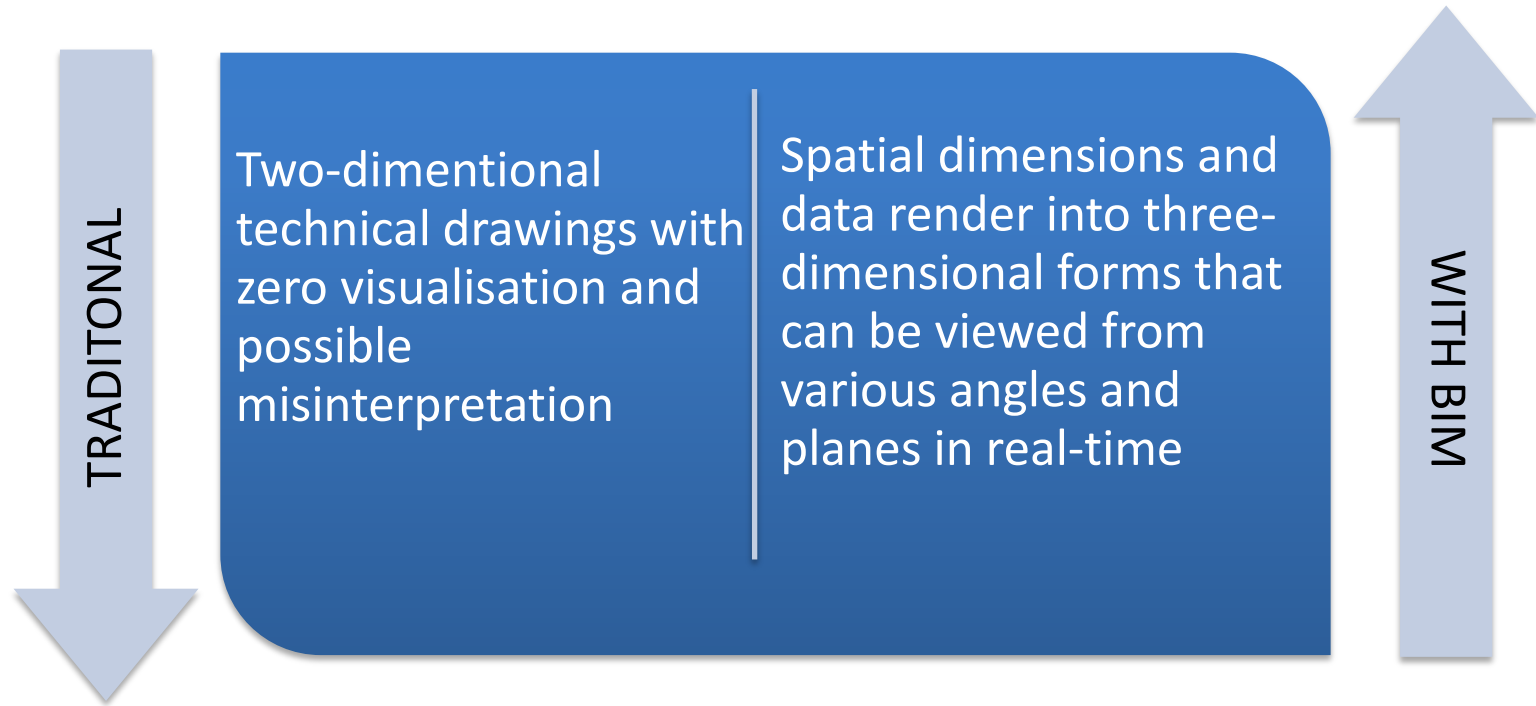 TRADITONAL
Two-dimentional
technical drawings with
zero visualisation and
possible
misinterpretation
Spatial dimensions and
data render into three-
dimensional forms that
can be viewed from
various angles and
planes in real-time
WITH BIM